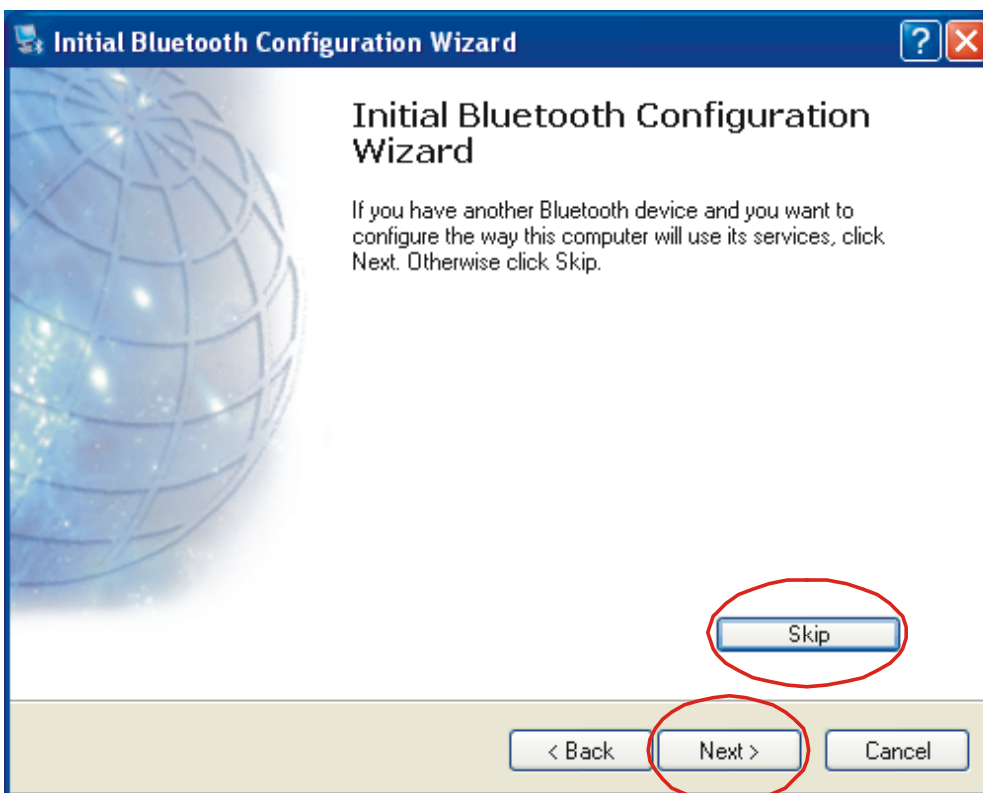 Initial Bluetooth Configuration Wizard
?
Initial Bluetooth Configuration
Wizard
If you have another Bluetooth device and you want to
configure the way this computer will use its services, click
Next. Otherwise click Skip.
Skip
< Back
Next >
Cancel